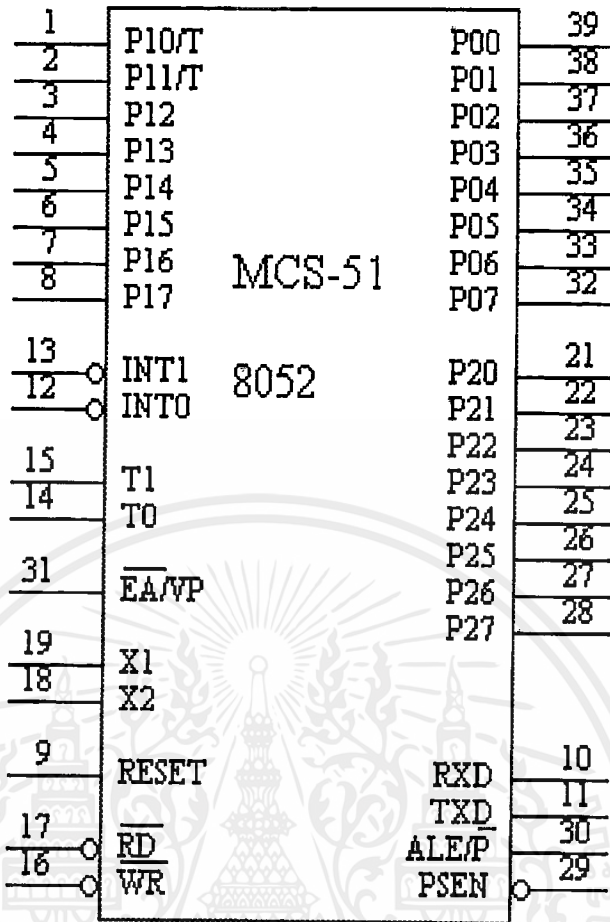 1 P10/T P00 39
2 P11/T P01 38
3 P12 P02 37
4 P13 P03 36
5 P14 P04 35
6 P15 P05 34
7 P16 P06 33
8 P17 P07 32
MCS-51
13 INT1 8052 P20 21
12 INT0 P21 22
P22 23
15 T1 P23 24
14 T0 P24 25
P25 26
31 EA/VP P26 27
P27 28
19 X1
18 X2
9 RESET RXD 10
TXD 11
17 RD ALE/P 30
16 WR PSEN 29